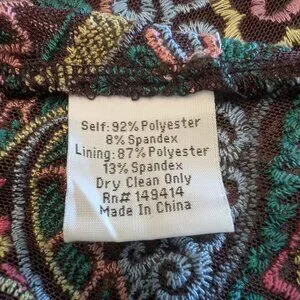 Self: 92% Polyester
8% Spandex
Lining: 87% Polyester
13% Spandex
Dry Clean Only
Rn# 149414
Made In China